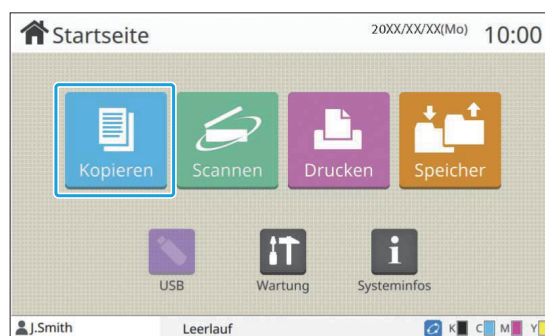 Startseite 20XX/XX/XX(Mo) 10:00
Kopieren Scannen Drucken Speicher
USB Wartung Systeminfos
J.Smith Leerlauf K C M Y